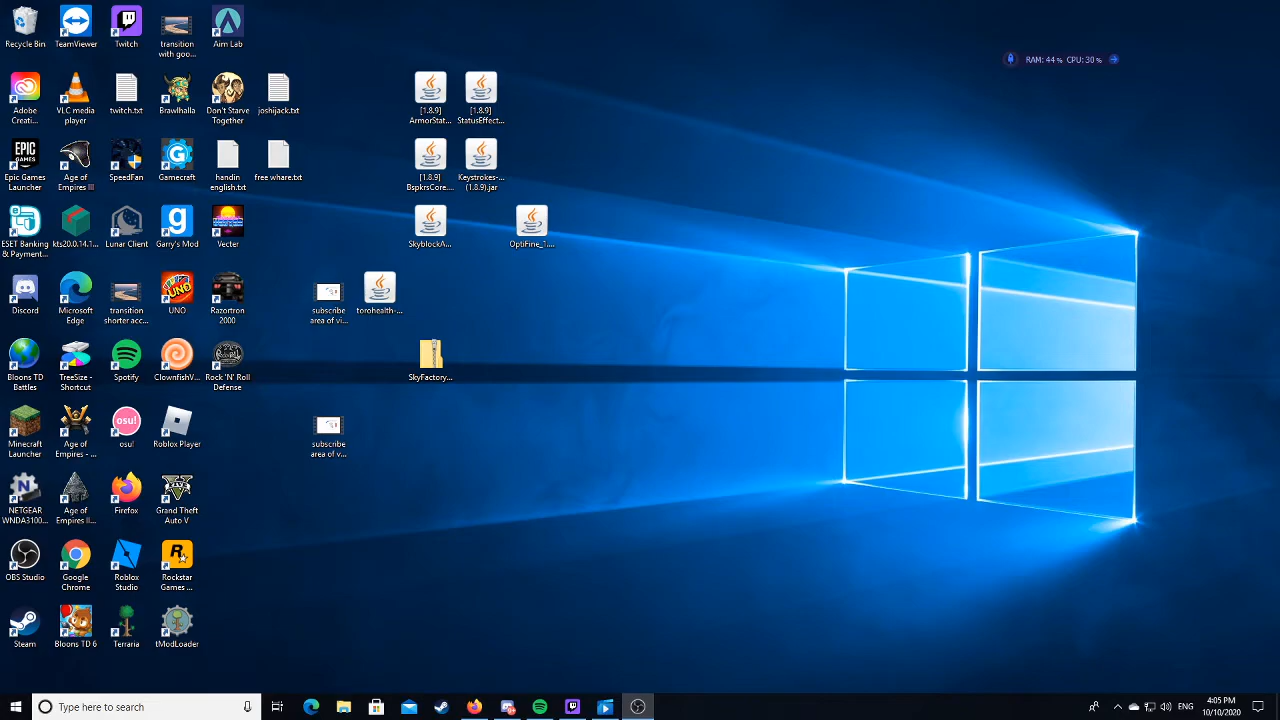 Recycle Bin
TeamViewer
Twitch
transition
with goo...
Aim Lab
RAM: 44 % CPU: 30 %
Adobe
Creati...
VLC media
player
twitch.txt
Brawlhalla
Don't Starve
Together
joshijack.txt
[1.8.9]
ArmorStat...
[1.8.9]
StatusEffect...
EPIC
GAMES
Epic Games
Launcher
Age of
Empires III
SpeedFan
Gamecraft
handin
english.txt
free whare.txt
[1.8.9]
BspkrsCore....
Keystrokes-...
(1.8.9).jar
ESET Banking
& Payment...
kts20.0.14.1...
Lunar Client
Garry's Mod
Vecter
SkyblockA...
OptiFine_1....
Discord
Microsoft
Edge
transition
shorter acc...
UNO
UNO
Razortron
2000
subscribe
area of vi...
torohealth-...
Bloons TD
Battles
TreeSize -
Shortcut
Spotify
ClownfishV...
Rock 'N' Roll
Defense
SkyFactory...
Minecraft
Launcher
Age of
Empires - ...
osu!
osu!
Roblox Player
subscribe
area of v...
NETGEAR
WNDA3100...
Age of
Empires II...
Firefox
Grand Theft
Auto V
OBS Studio
Google
Chrome
Roblox
Studio
Rockstar
Games ...
Steam
Bloons TD 6
Terraria
tModLoader
Type here to search
ENG
4:05 PM
10/10/2020